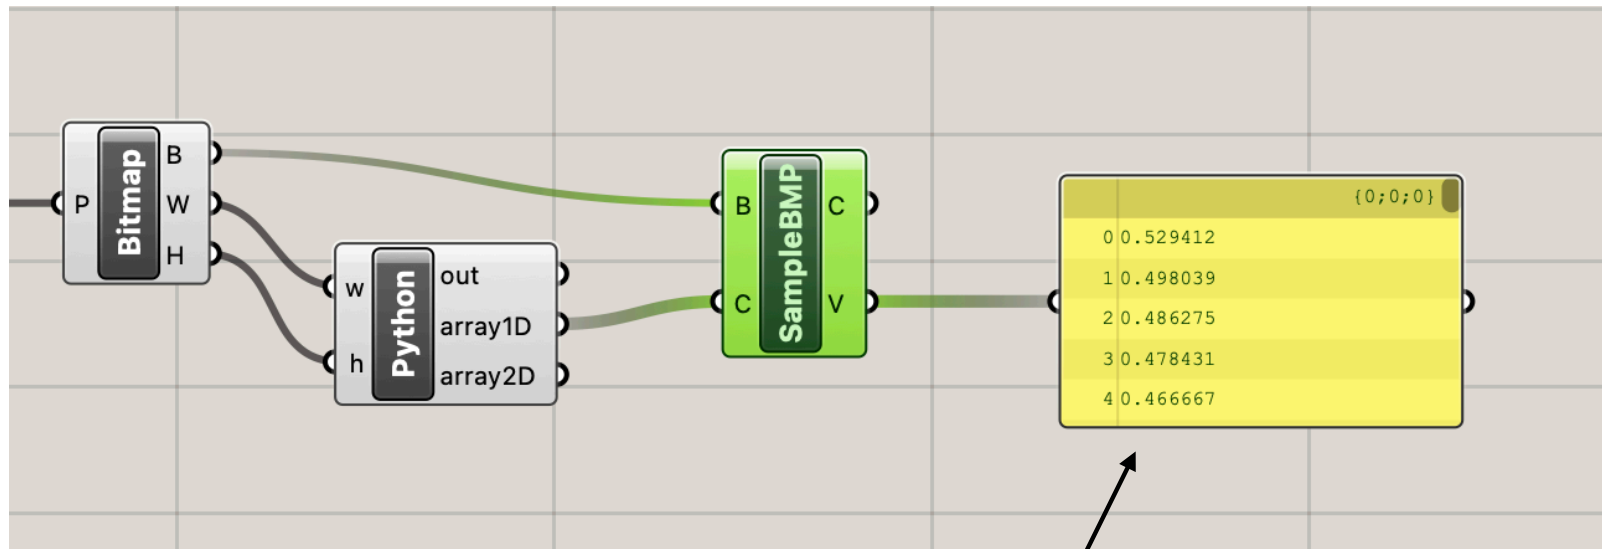 P
Bitmap
B
W
H
w
h
Python
out
array1D
array2D
B
C
SampleBMP
C
V
{0;0;0}
0 0.529412
1 0.498039
2 0.486275
3 0.478431
4 0.466667